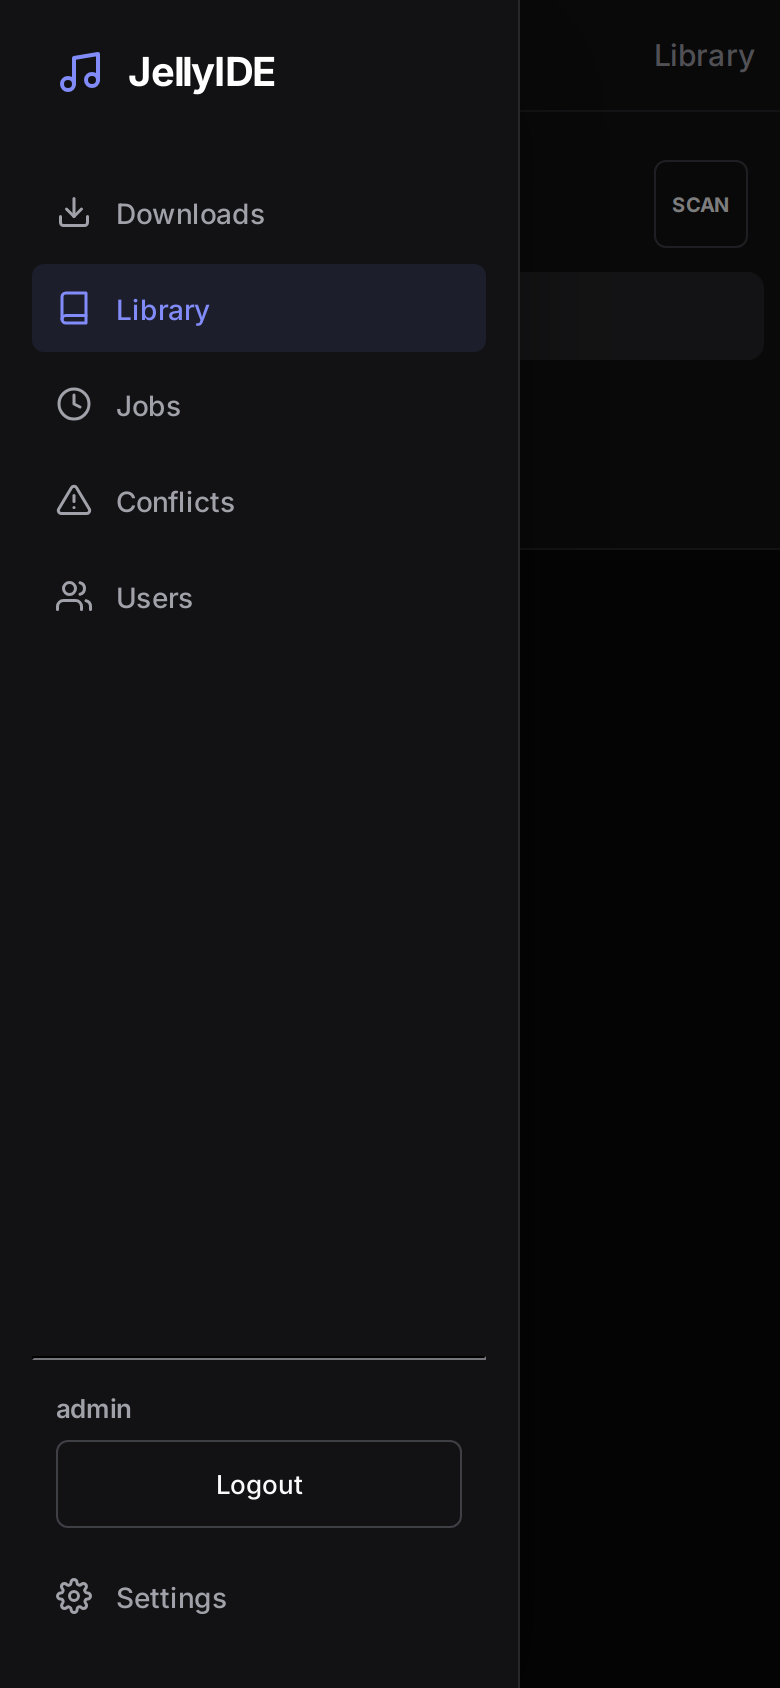 JellyIDE
Library
Downloads
SCAN
Library
Jobs
Conflicts
Users
admin
Logout
Settings